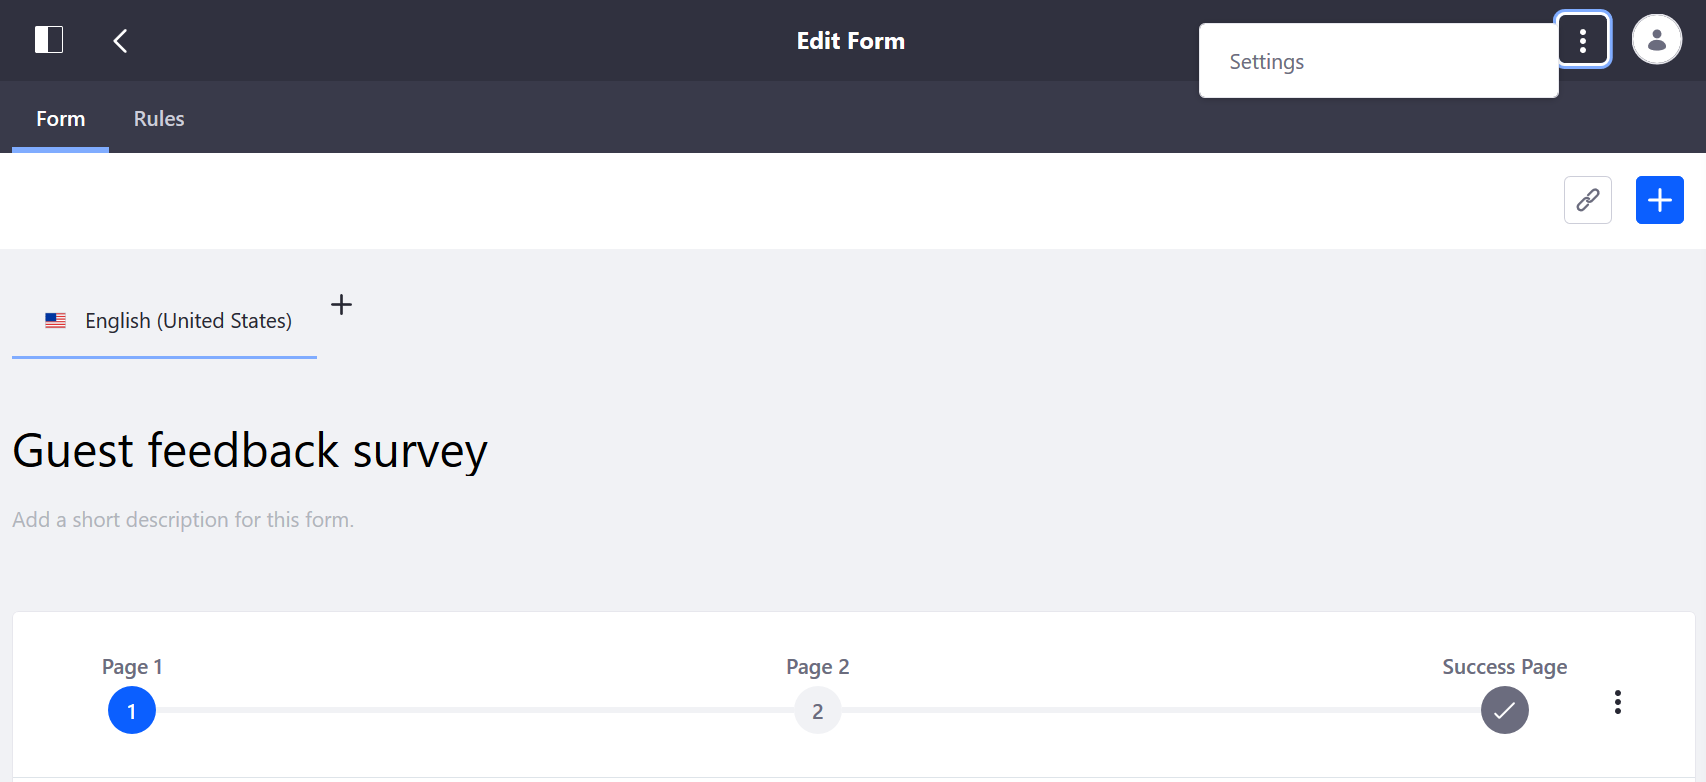 Edit Form
Settings
Form
Rules
English (United States)
Guest feedback survey
Add a short description for this form.
Page 1
Page 2
Success Page
1
2